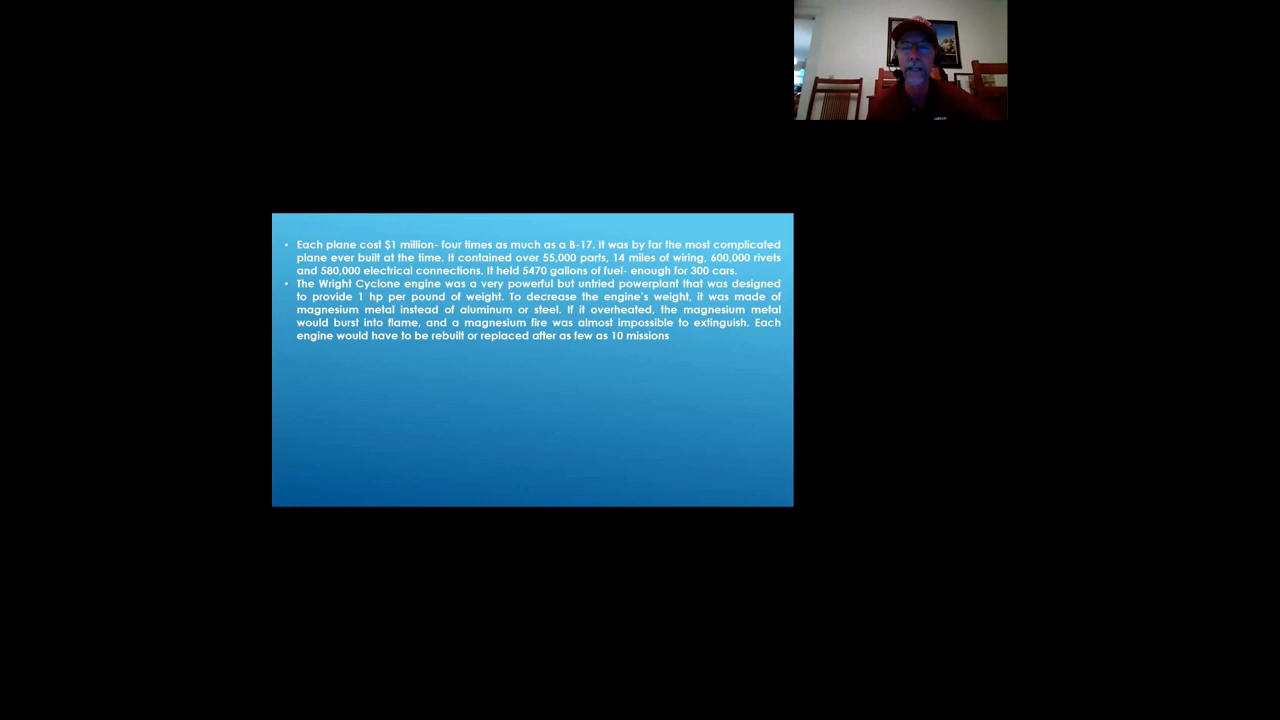 • Each plane cost $1 million- four times as much as a B-17. It was by far the most complicated
plane ever built at the time. It contained over 55,000 parts, 14 miles of wiring, 600,000 rivets
and 580,000 electrical connections. It held 5470 gallons of fuel- enough for 300 cars.
• The Wright Cyclone engine was a very powerful but untried powerplant that was designed
to provide 1 hp per pound of weight. To decrease the engine's weight, it was made of
magnesium metal instead of aluminum or steel. If it overheated, the magnesium metal
would burst into flame, and a magnesium fire was almost impossible to extinguish. Each
engine would have to be rebuilt or replaced after as few as 10 missions